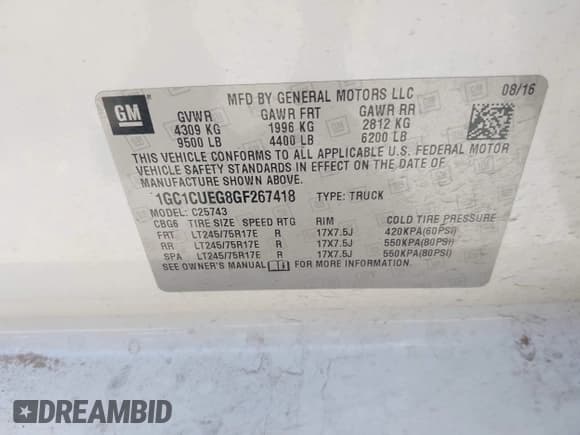 MFD BY GENERAL MOTORS LLC 08/16
GM
GVWR GAWR FRT GAWR RR
4309 KG 1996 KG 2812 KG
9500 LB 4400 LB 6200 LB
THIS VEHICLE CONFORMS TO ALL APPLICABLE U.S. FEDERAL MOTOR
VEHICLE SAFETY STANDARDS IN EFFECT ON THE DATE OF
MANUFACTURE SHOWN ABOVE.
1GC1CUEG8GF267418 TYPE: TRUCK
MODEL: C25743
CBG6 TIRE SIZE SPEED RTG RIM COLD TIRE PRESSURE
FRT LT245/75R17E R 17X7.5J 420KPA(60PSI)
RR LT245/75R17E R 17X7.5J 550KPA(80PSI)
SPA LT245/75R17E R 17X7.5J 550KPA(80PSI)
SEE OWNER'S MANUAL FOR MORE INFORMATION.
DREAMBID